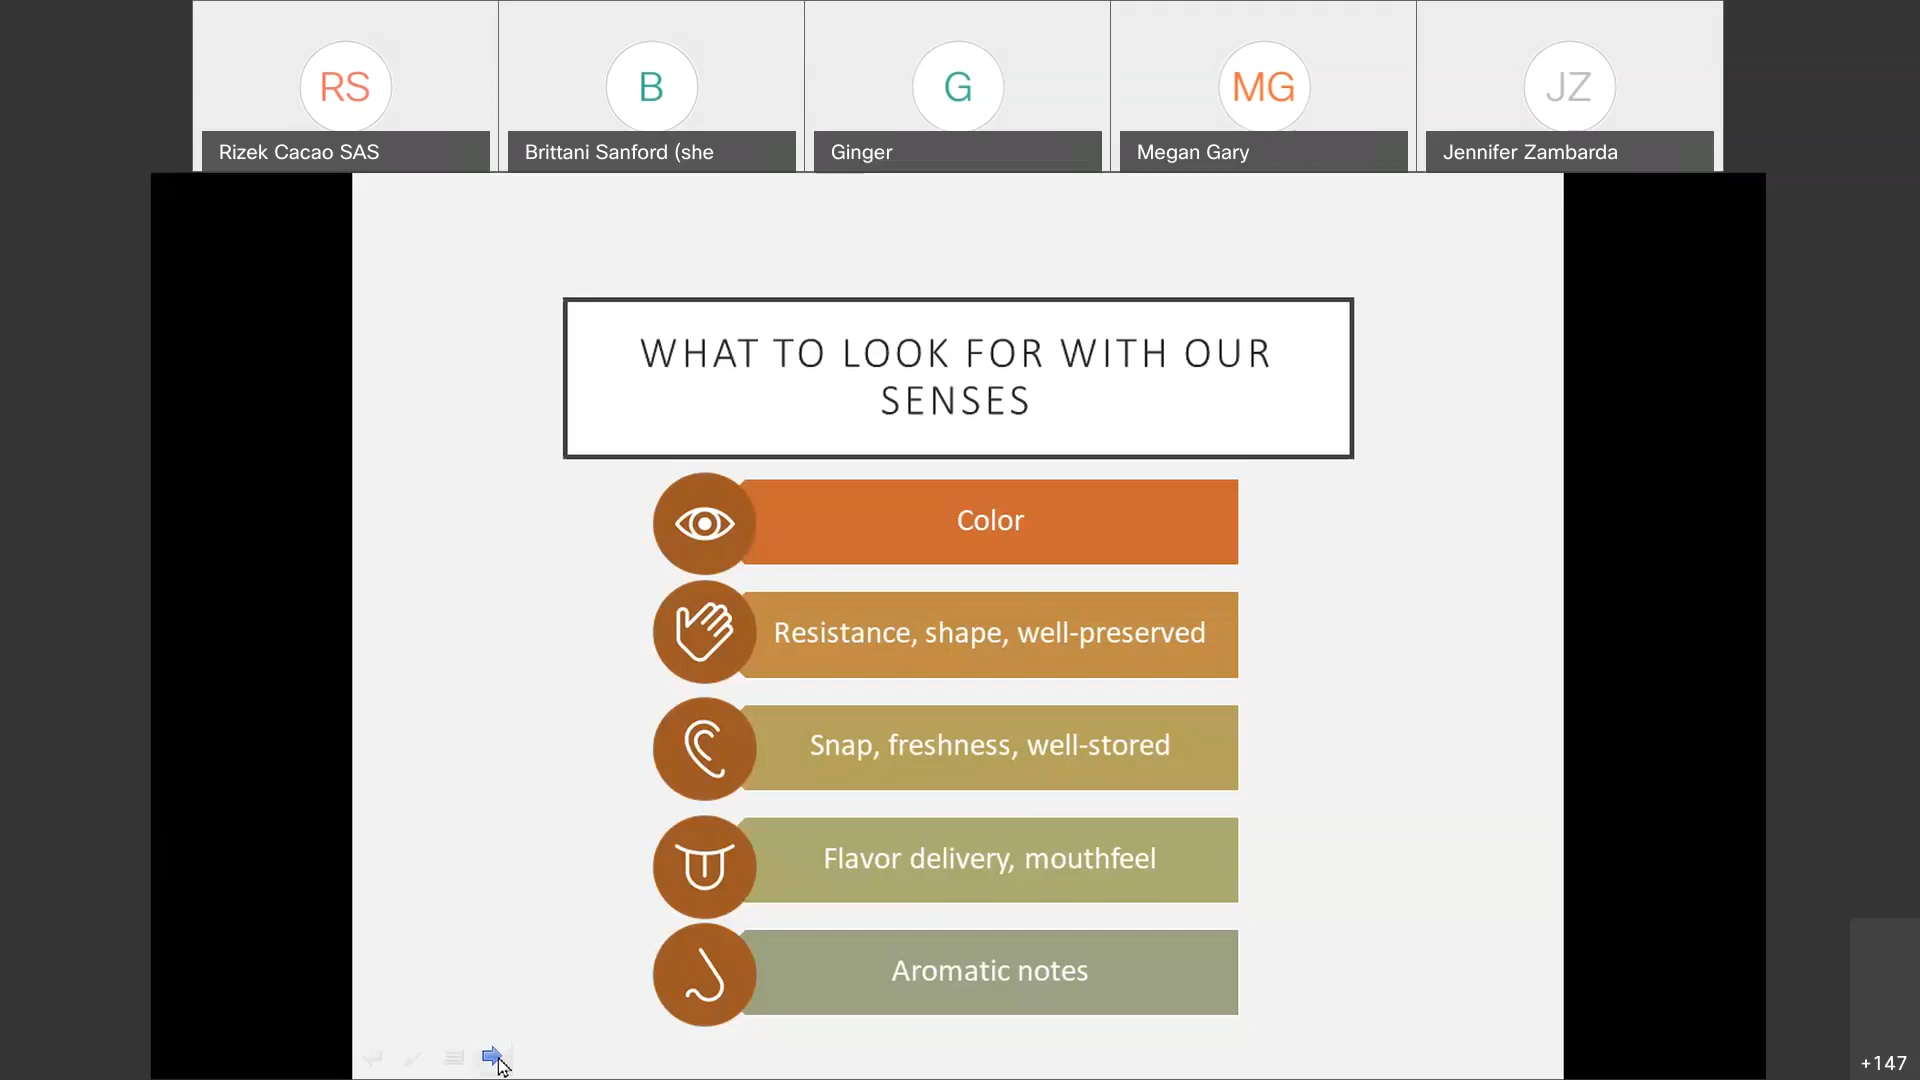 RS
B
G
MG
JZ
Rizek Cacao SAS
Brittani Sanford (she
Ginger
Megan Gary
Jennifer Zambarda
WHAT TO LOOK FOR WITH OUR
SENSES
Color
Resistance, shape, well-preserved
Snap, freshness, well-stored
Flavor delivery, mouthfeel
Aromatic notes
+147